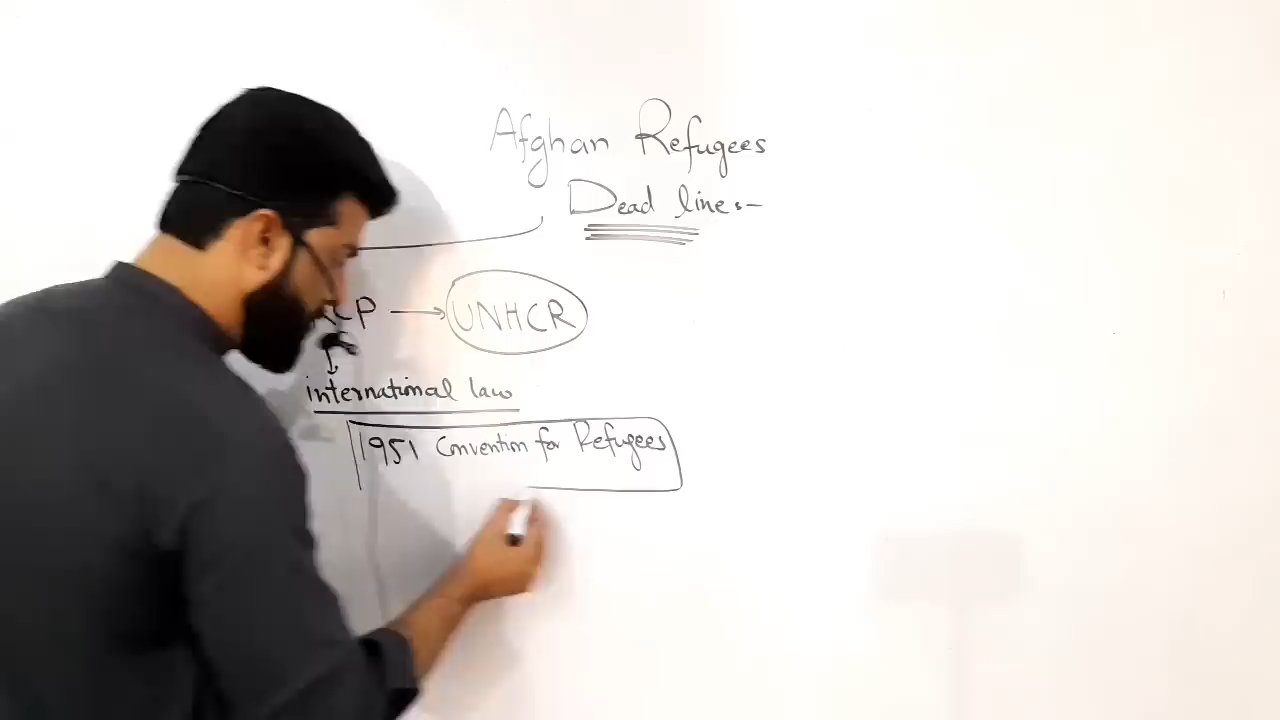 Afghan Refugees
Dead line:-
UNHCR
international law
1951 Convention for Refugees